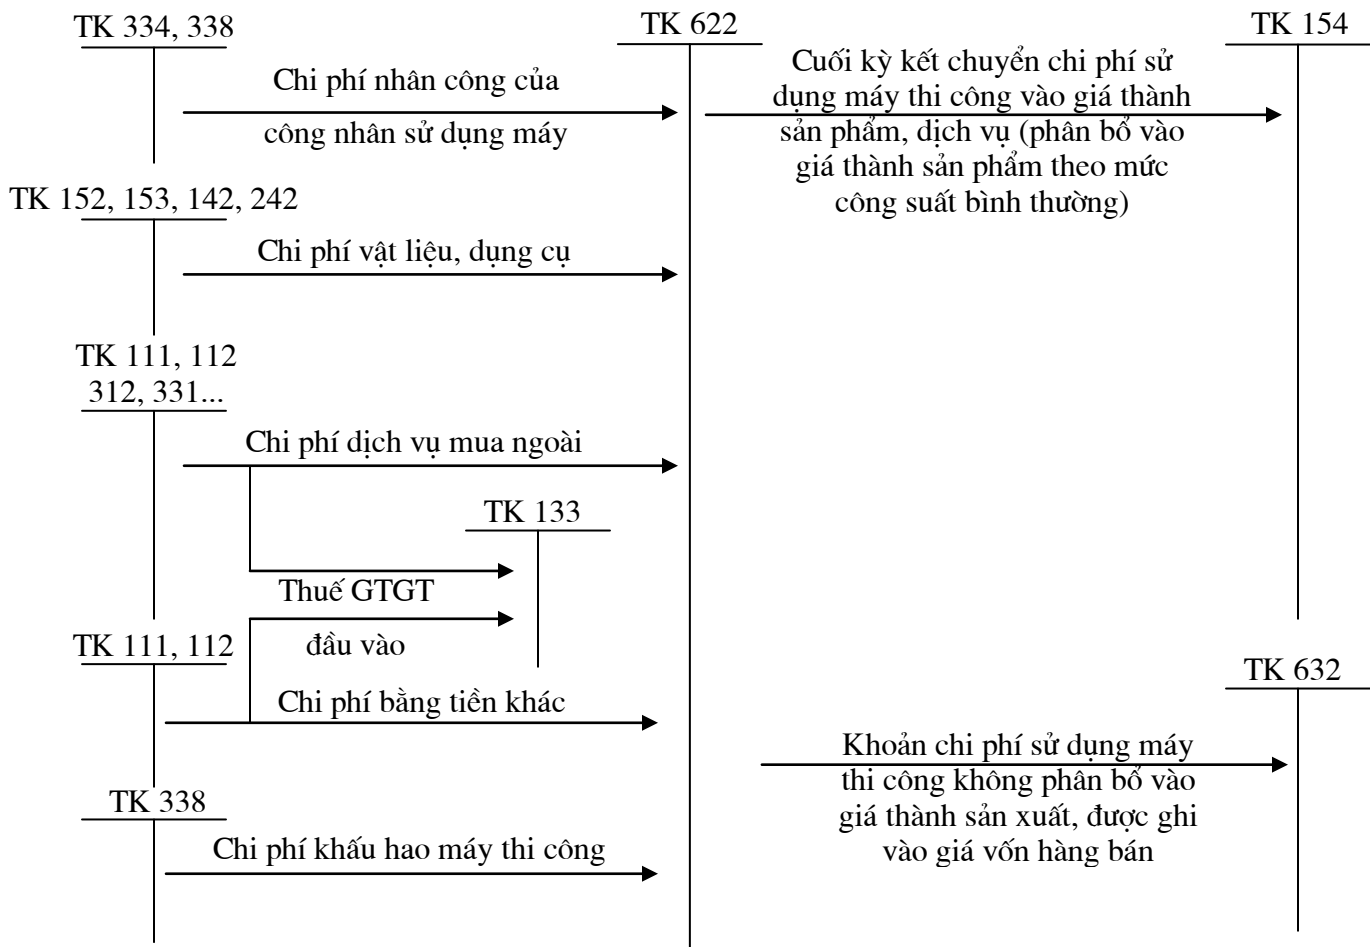 TK 334, 338
TK 622
TK 154
Chi phí nhân công của
công nhân sử dụng máy
Cuối kỳ kết chuyển chi phí sử
dụng máy thi công vào giá thành
sản phẩm, dịch vụ (phân bổ vào
giá thành sản phẩm theo mức
công suất bình thường)
TK 152, 153, 142, 242
Chi phí vật liệu, dụng cụ
TK 111, 112
312, 331...
Chi phí dịch vụ mua ngoài
TK 133
Thuế GTGT
đầu vào
TK 111, 112
Chi phí bằng tiền khác
TK 632
Khoản chi phí sử dụng máy
thi công không phân bổ vào
giá thành sản xuất, được ghi
vào giá vốn hàng bán
TK 338
Chi phí khấu hao máy thi công